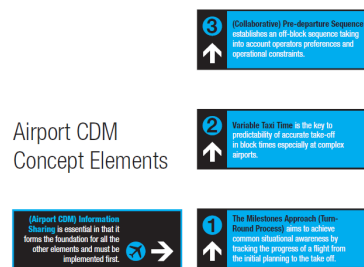 3
(Collaborative) Pre-departure Sequence
establishes an off-block sequence taking
into account operators preferences and
operational constraints.
Airport CDM
Concept Elements
2
Variable Taxi Time is the key to
predictability of accurate take-off
in block times especially at complex
airports.
(Airport CDM) Information
Sharing is essential in that it
forms the foundation for all the
other elements and must be
implemented first.
1
The Milestones Approach (Turn-
Round Process) aims to achieve
common situational awareness by
tracking the progress of a flight from
the initial planning to the take off.